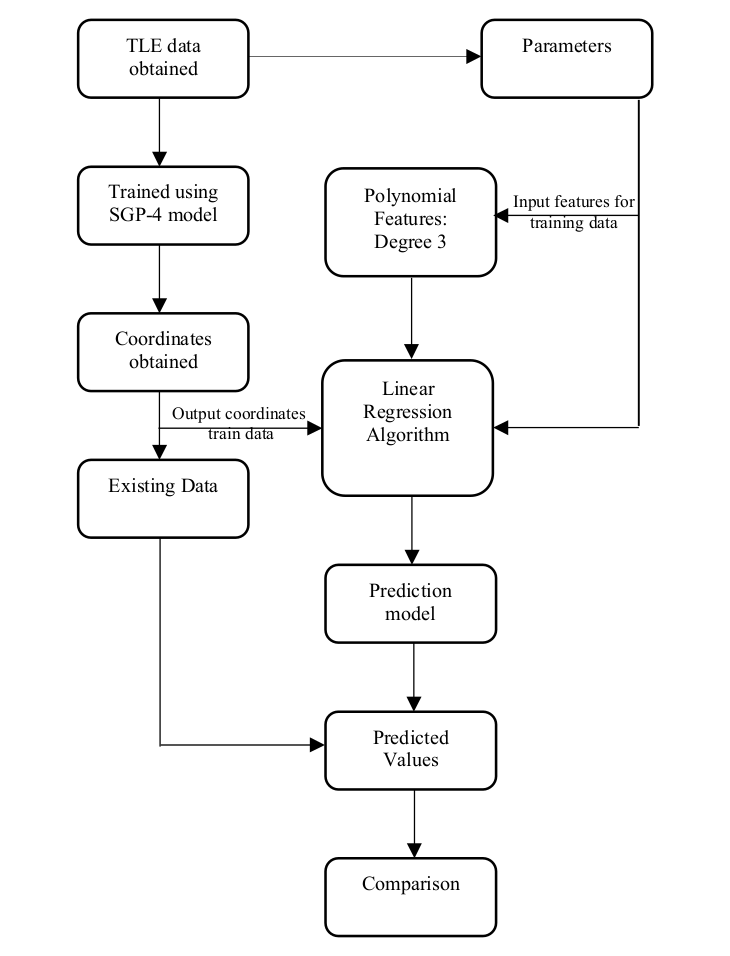 TLE data
obtained
Parameters
Trained using
SGP-4 model
Polynomial
Features:
Degree 3
Input features for
training data
Coordinates
obtained
Linear
Regression
Algorithm
Output coordinates
train data
Existing Data
Prediction
model
Predicted
Values
Comparison